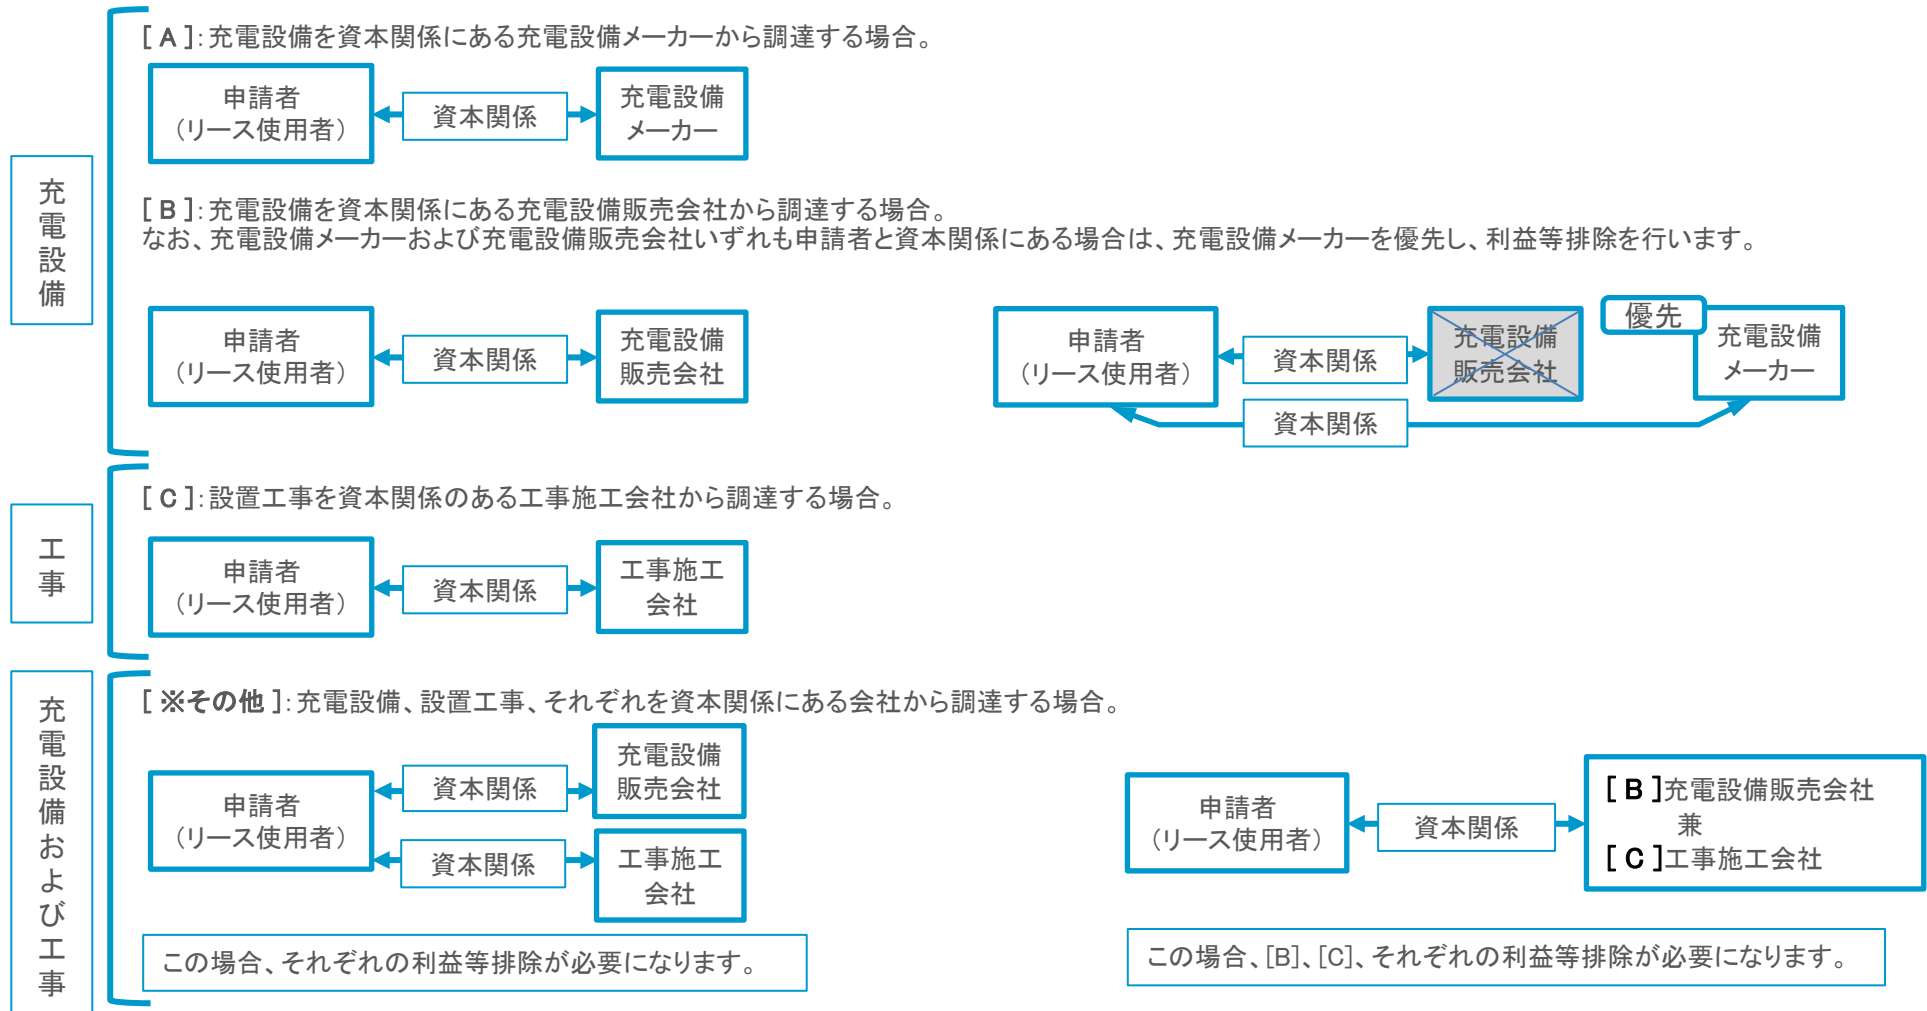 充電設備
[ A ]：充電設備を資本関係にある充電設備メーカーから調達する場合。
申請者
（リース使用者）
資本関係
充電設備
メーカー
[ B ]：充電設備を資本関係にある充電設備販売会社から調達する場合。
なお、充電設備メーカーおよび充電設備販売会社いずれも申請者と資本関係にある場合は、充電設備メーカーを優先し、利益等排除を行います。
申請者
（リース使用者）
資本関係
充電設備
販売会社
申請者
（リース使用者）
資本関係
充電設備
販売会社
優先
充電設備
メーカー
資本関係
工事
[ C ]：設置工事を資本関係のある工事施工会社から調達する場合。
申請者
（リース使用者）
資本関係
工事施工
会社
充電設備および工事
[ ※その他 ]：充電設備、設置工事、それぞれを資本関係にある会社から調達する場合。
申請者
（リース使用者）
資本関係
充電設備
販売会社
資本関係
工事施工
会社
この場合、それぞれの利益等排除が必要になります。
申請者
（リース使用者）
資本関係
[ B ]充電設備販売会社
兼
[ C ]工事施工会社
この場合、[B]、[C]、それぞれの利益等排除が必要になります。